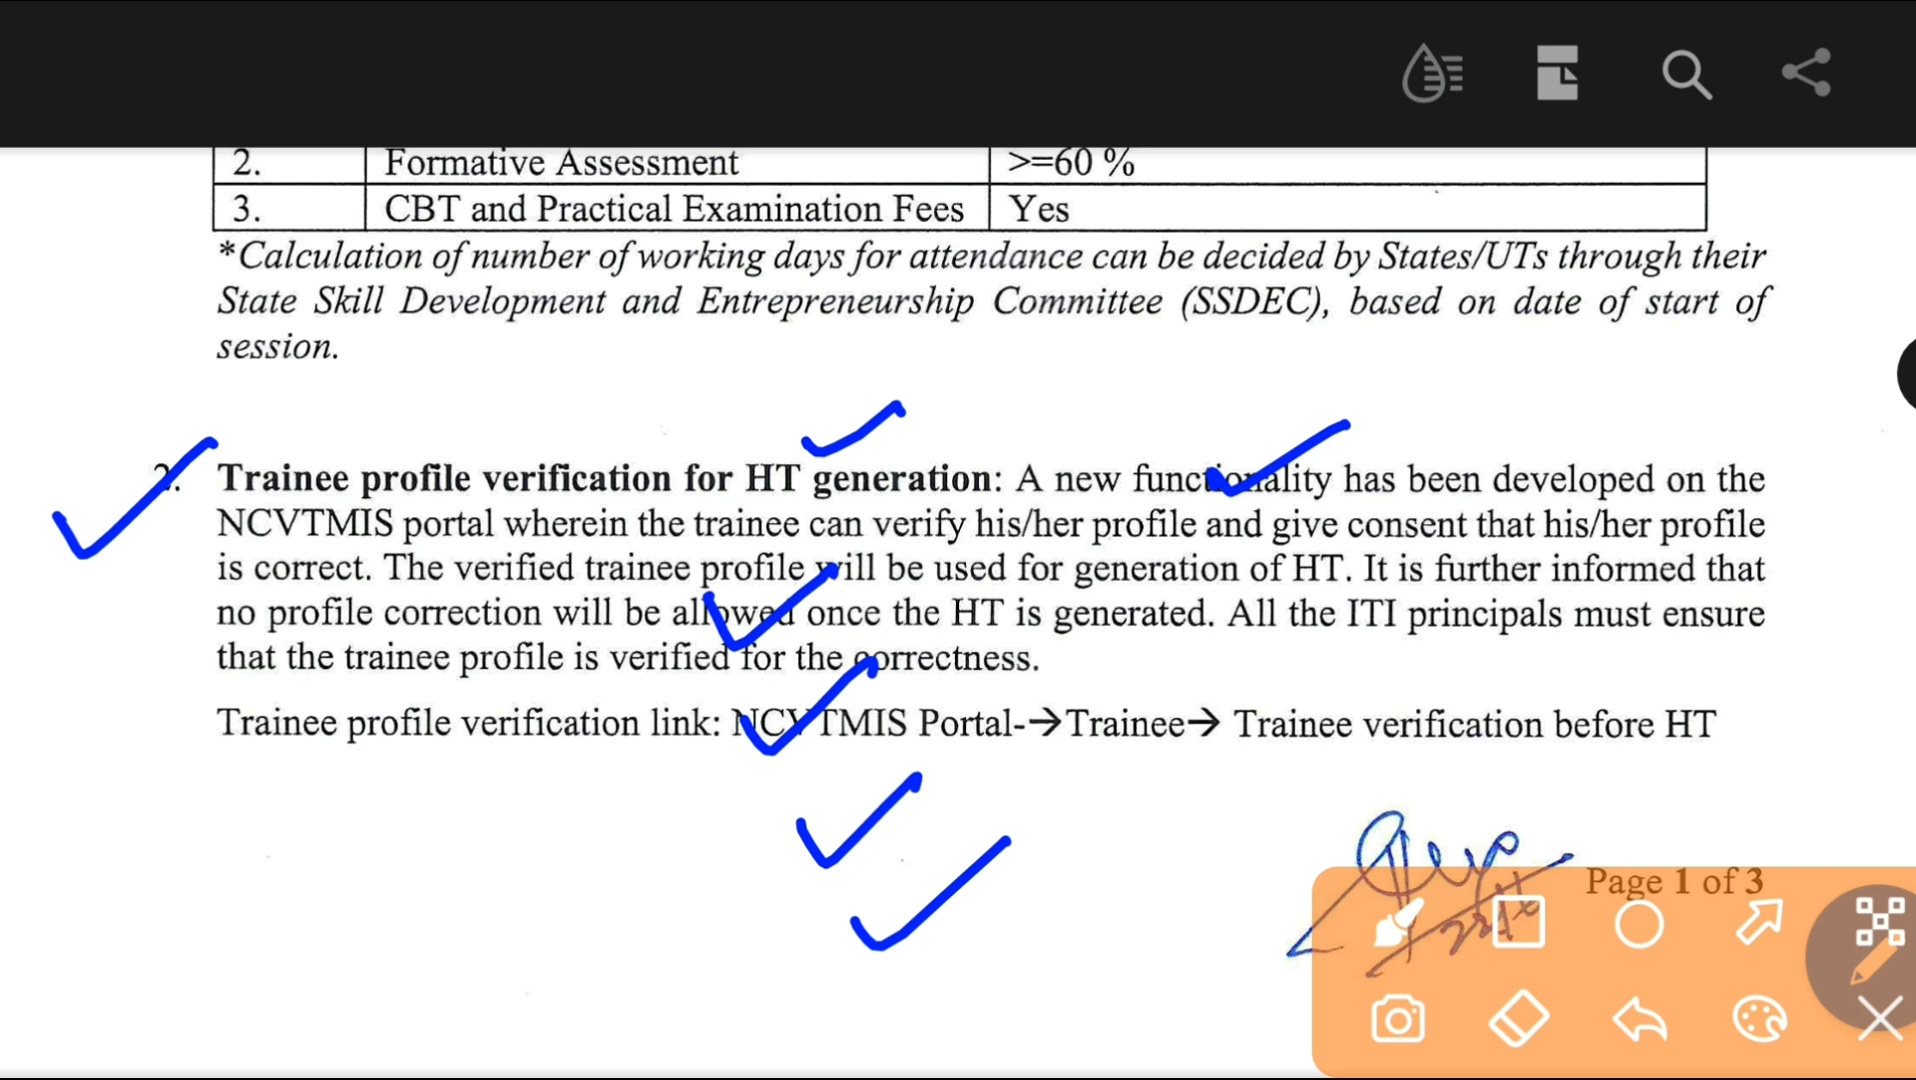 2. Formative Assessment >=60 %
3. CBT and Practical Examination Fees Yes
*Calculation of number of working days for attendance can be decided by States/UTs through their
State Skill Development and Entrepreneurship Committee (SSDEC), based on date of start of
session.
2. Trainee profile verification for HT generation: A new functionality has been developed on the
NCVTMIS portal wherein the trainee can verify his/her profile and give consent that his/her profile
is correct. The verified trainee profile will be used for generation of HT. It is further informed that
no profile correction will be allowed once the HT is generated. All the ITI principals must ensure
that the trainee profile is verified for the correctness.
Trainee profile verification link: NCVTMIS Portal-→Trainee→ Trainee verification before HT
Page 1 of 3